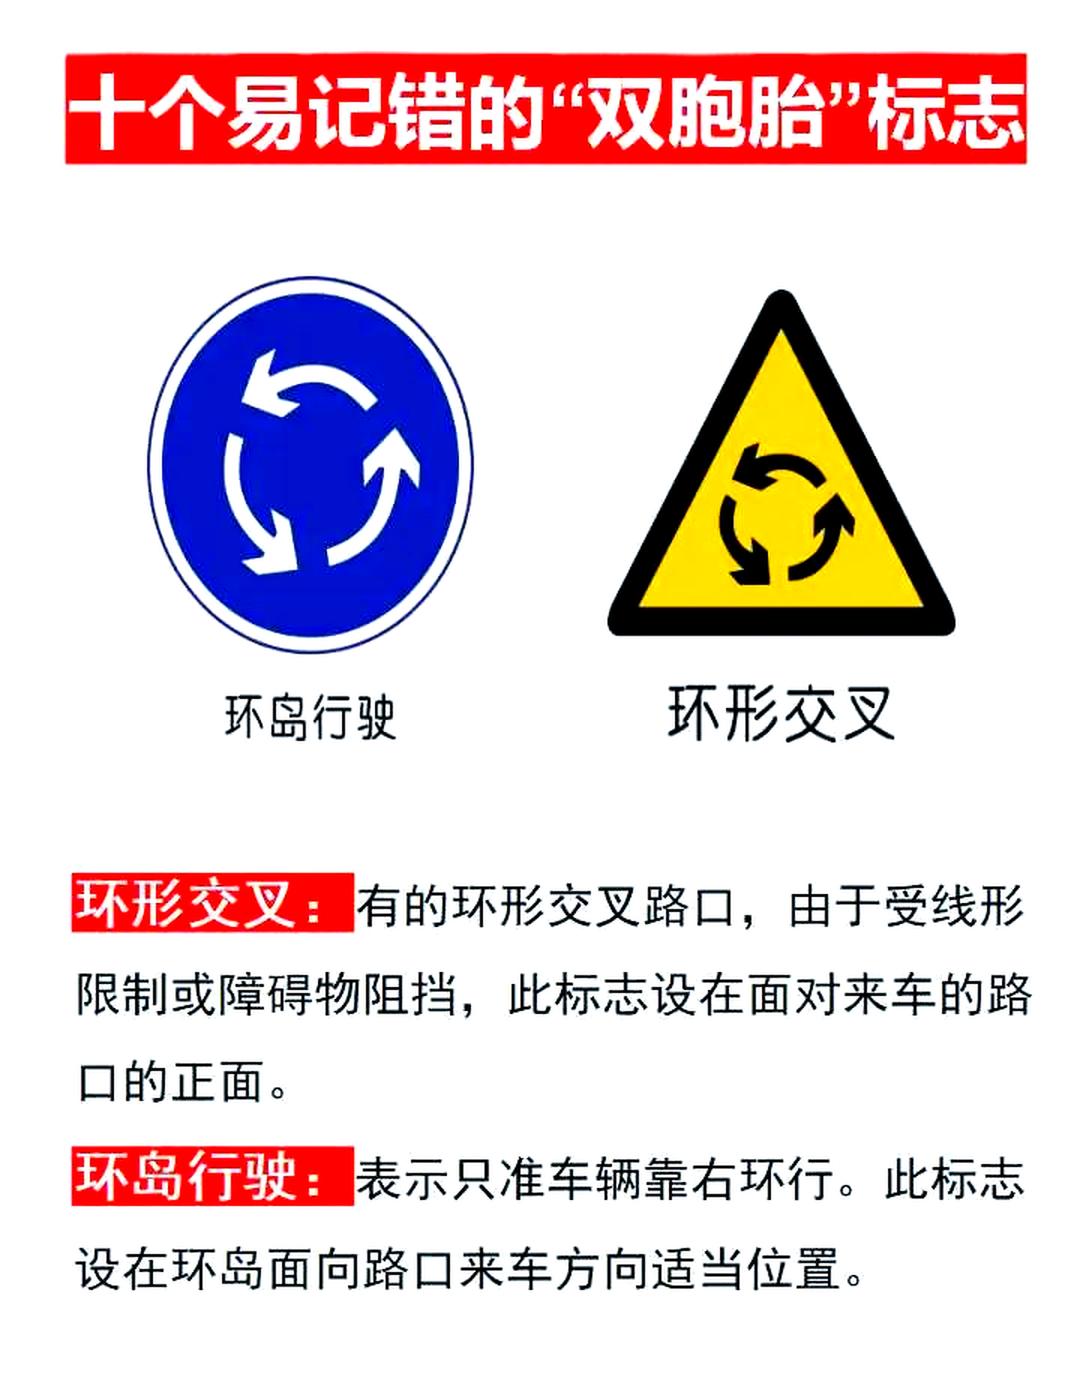 十个易记错的“双胞胎”标志
环岛行驶
环形交叉
环形交叉：有的环形交叉路口，由于受线形
限制或障碍物阻挡，此标志设在面对来车的路
口的正面。
环岛行驶：表示只准车辆靠右环行。此标志
设在环岛面向路口来车方向适当位置。